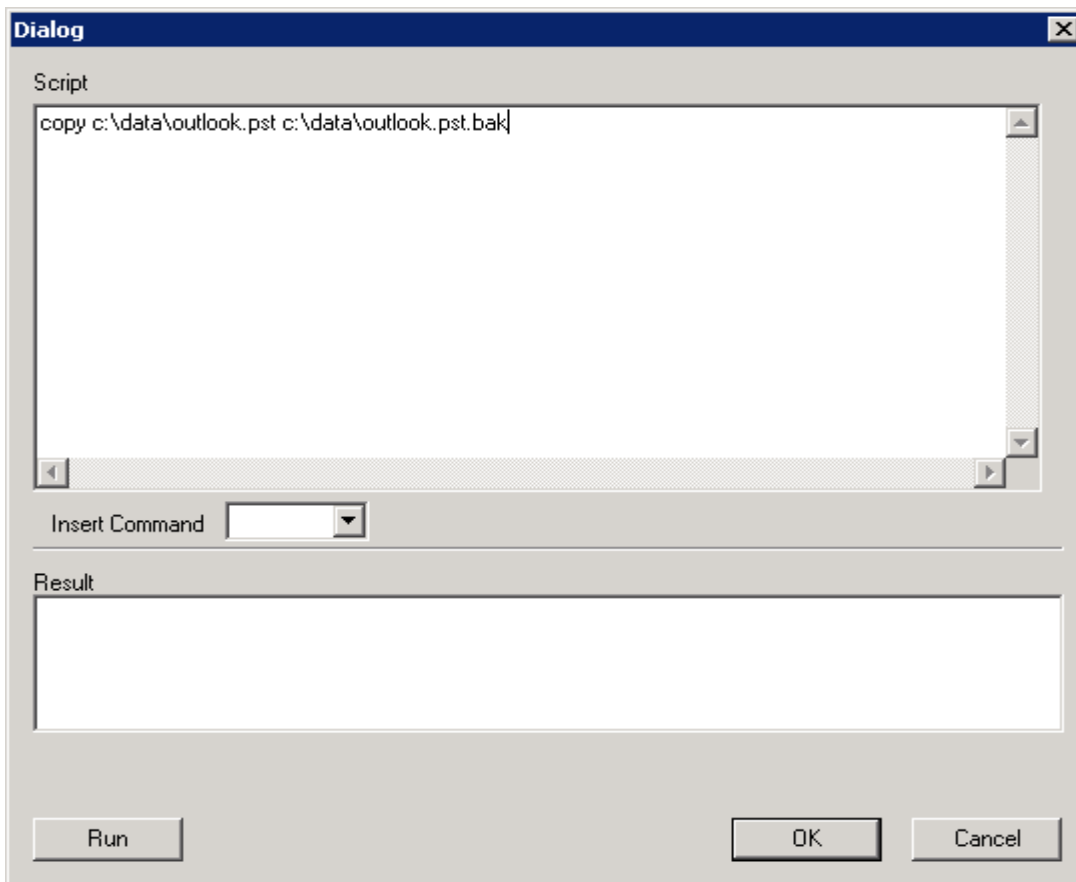 Dialog
Script
copy c:\data\outlook.pst c:\data\outlook.pst.bak
Insert Command
Result
Run
OK
Cancel